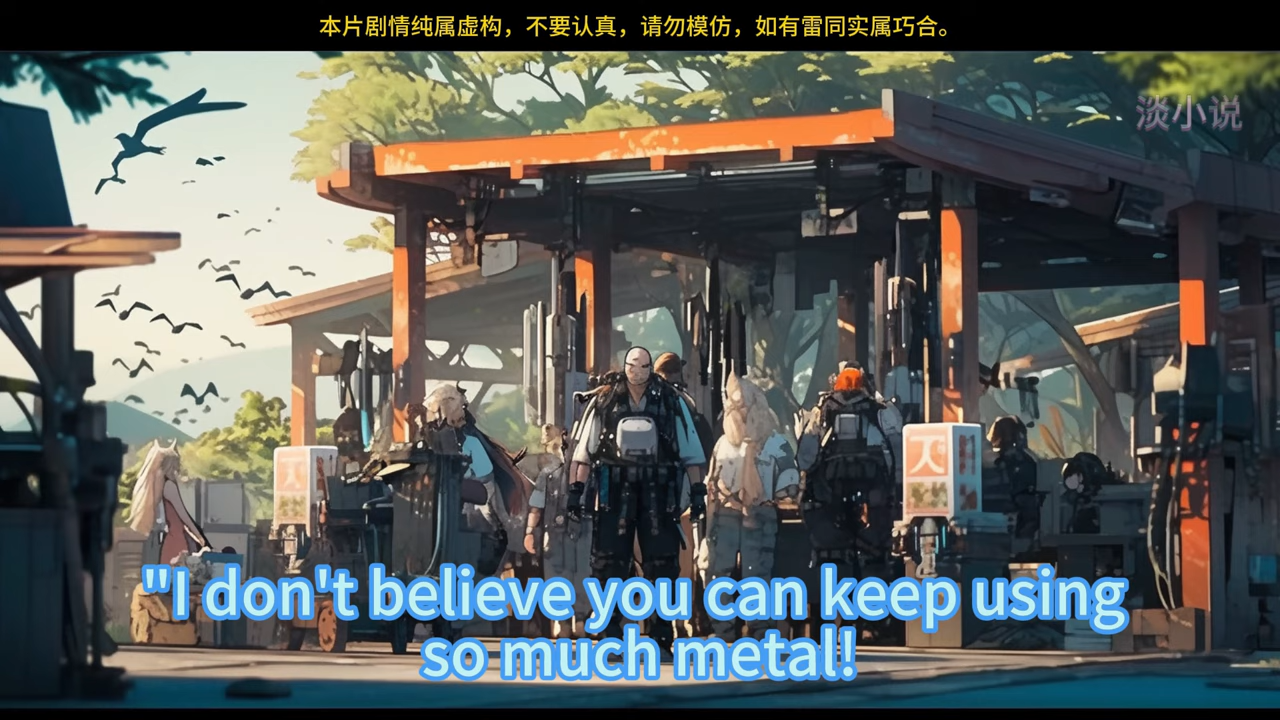 本片剧情纯属虚构，不要认真，请勿模仿，如有雷同实属巧合。
淡小说
"I don't believe you can keep using
so much metal!